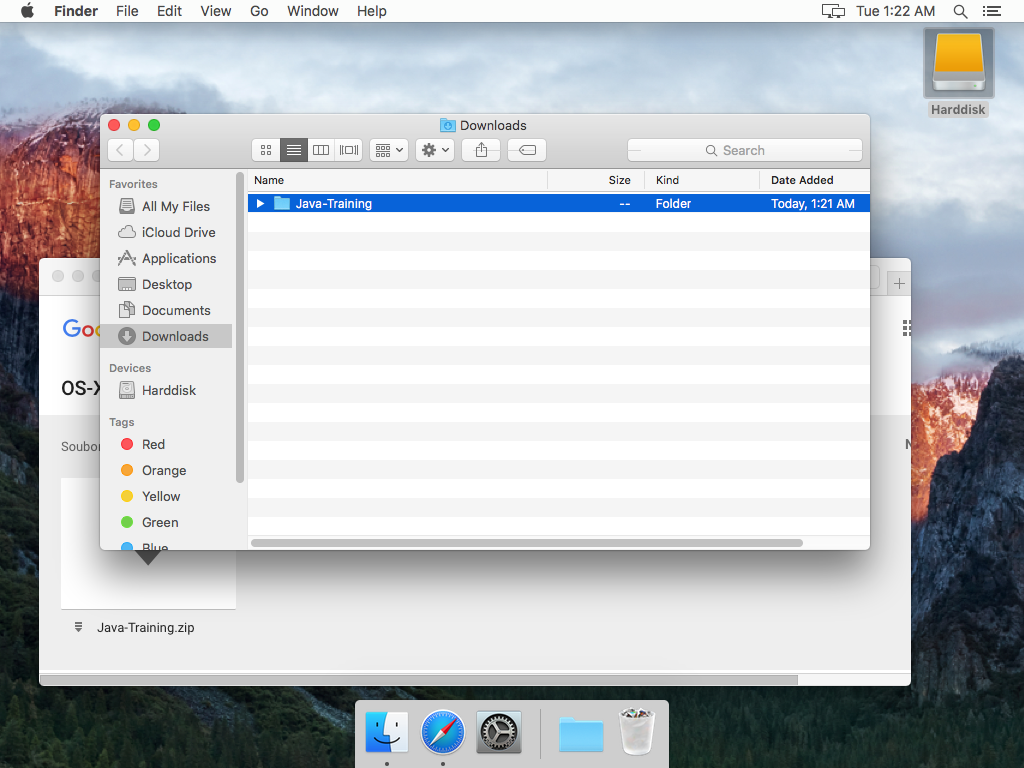 Finder File Edit View Go Window Help Tue 1:22 AM
Harddisk
Downloads
Search
Favorites
All My Files
iCloud Drive
Applications
Desktop
Documents
Downloads
Devices
Harddisk
Tags
Red
Orange
Yellow
Green
Blue
Name Size Kind Date Added
Java-Training -- Folder Today, 1:21 AM
Goo
OS-X
Soubor
N
Java-Training.zip